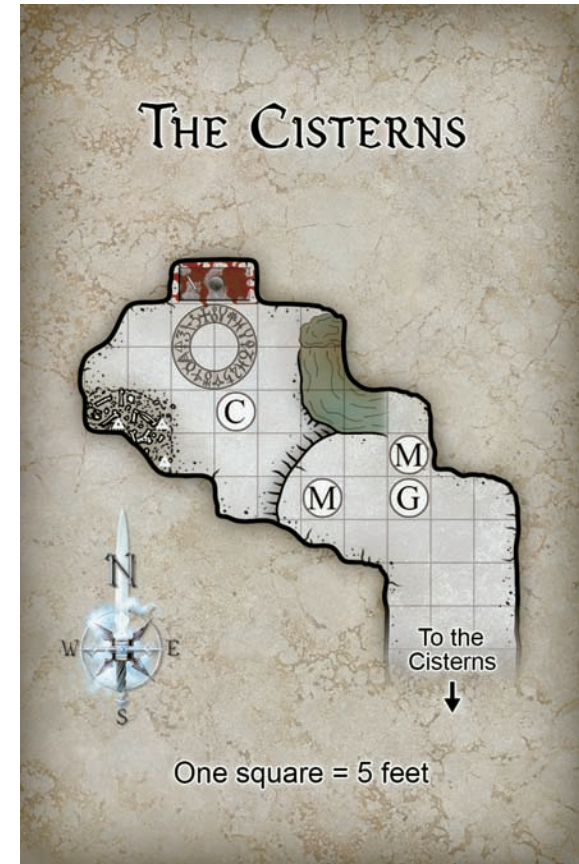 THE CISTERNS
C
M
M G
N
W E
S
To the
Cisterns
One square = 5 feet